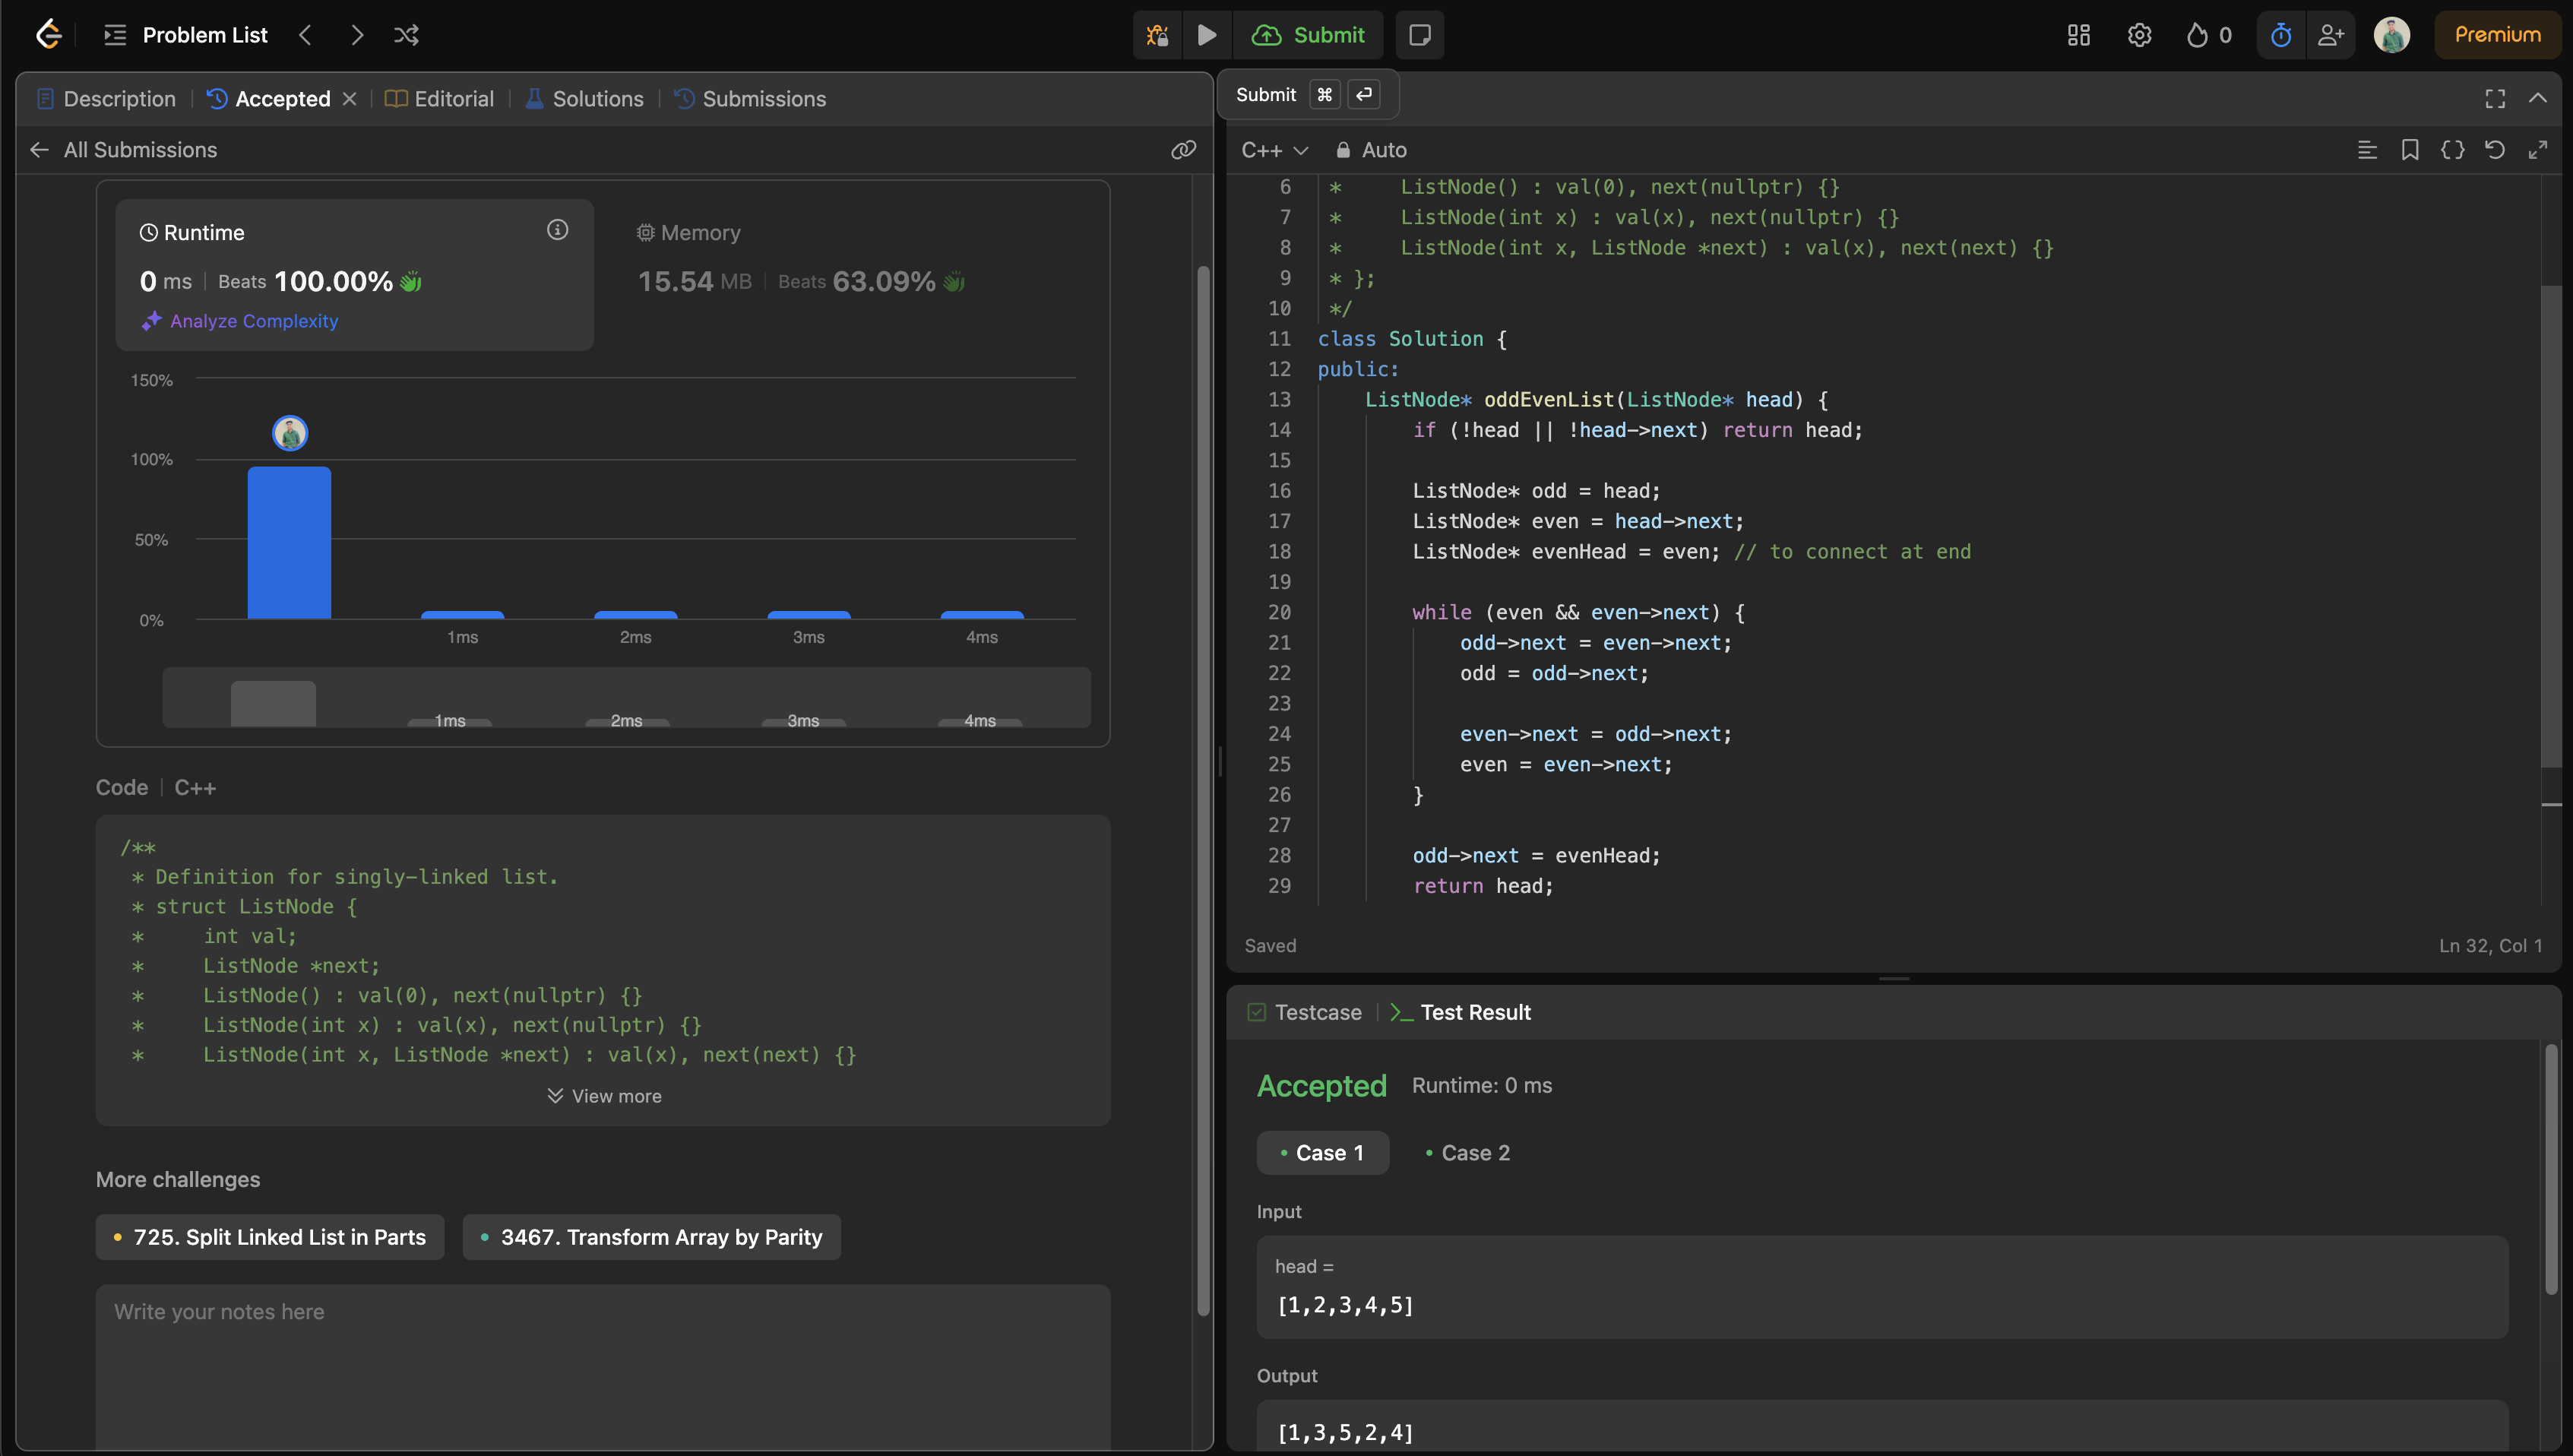 Problem List
Submit
0
Premium
Description
Accepted
Editorial
Solutions
Submissions
All Submissions
Runtime
0 ms | Beats 100.00%
Analyze Complexity
Memory
15.54 MB | Beats 63.09%
150%
100%
50%
0%
1ms 2ms 3ms 4ms
1ms 2ms 3ms 4ms
Code | C++
/**
 * Definition for singly-linked list.
 * struct ListNode {
 *     int val;
 *     ListNode *next;
 *     ListNode() : val(0), next(nullptr) {}
 *     ListNode(int x) : val(x), next(nullptr) {}
 *     ListNode(int x, ListNode *next) : val(x), next(next) {}
View more
More challenges
725. Split Linked List in Parts
3467. Transform Array by Parity
Write your notes here
Submit ⌘ ↵
C++
Auto
6  *     ListNode() : val(0), next(nullptr) {}
7  *     ListNode(int x) : val(x), next(nullptr) {}
8  *     ListNode(int x, ListNode *next) : val(x), next(next) {}
9  * };
10  */
11 class Solution {
12 public:
13     ListNode* oddEvenList(ListNode* head) {
14         if (!head || !head->next) return head;
15
16         ListNode* odd = head;
17         ListNode* even = head->next;
18         ListNode* evenHead = even; // to connect at end
19
20         while (even && even->next) {
21             odd->next = even->next;
22             odd = odd->next;
23
24             even->next = odd->next;
25             even = even->next;
26         }
27
28         odd->next = evenHead;
29         return head;
Saved
Ln 32, Col 1
Testcase
Test Result
Accepted
Runtime: 0 ms
Case 1
Case 2
Input
head =
[1,2,3,4,5]
Output
[1,3,5,2,4]